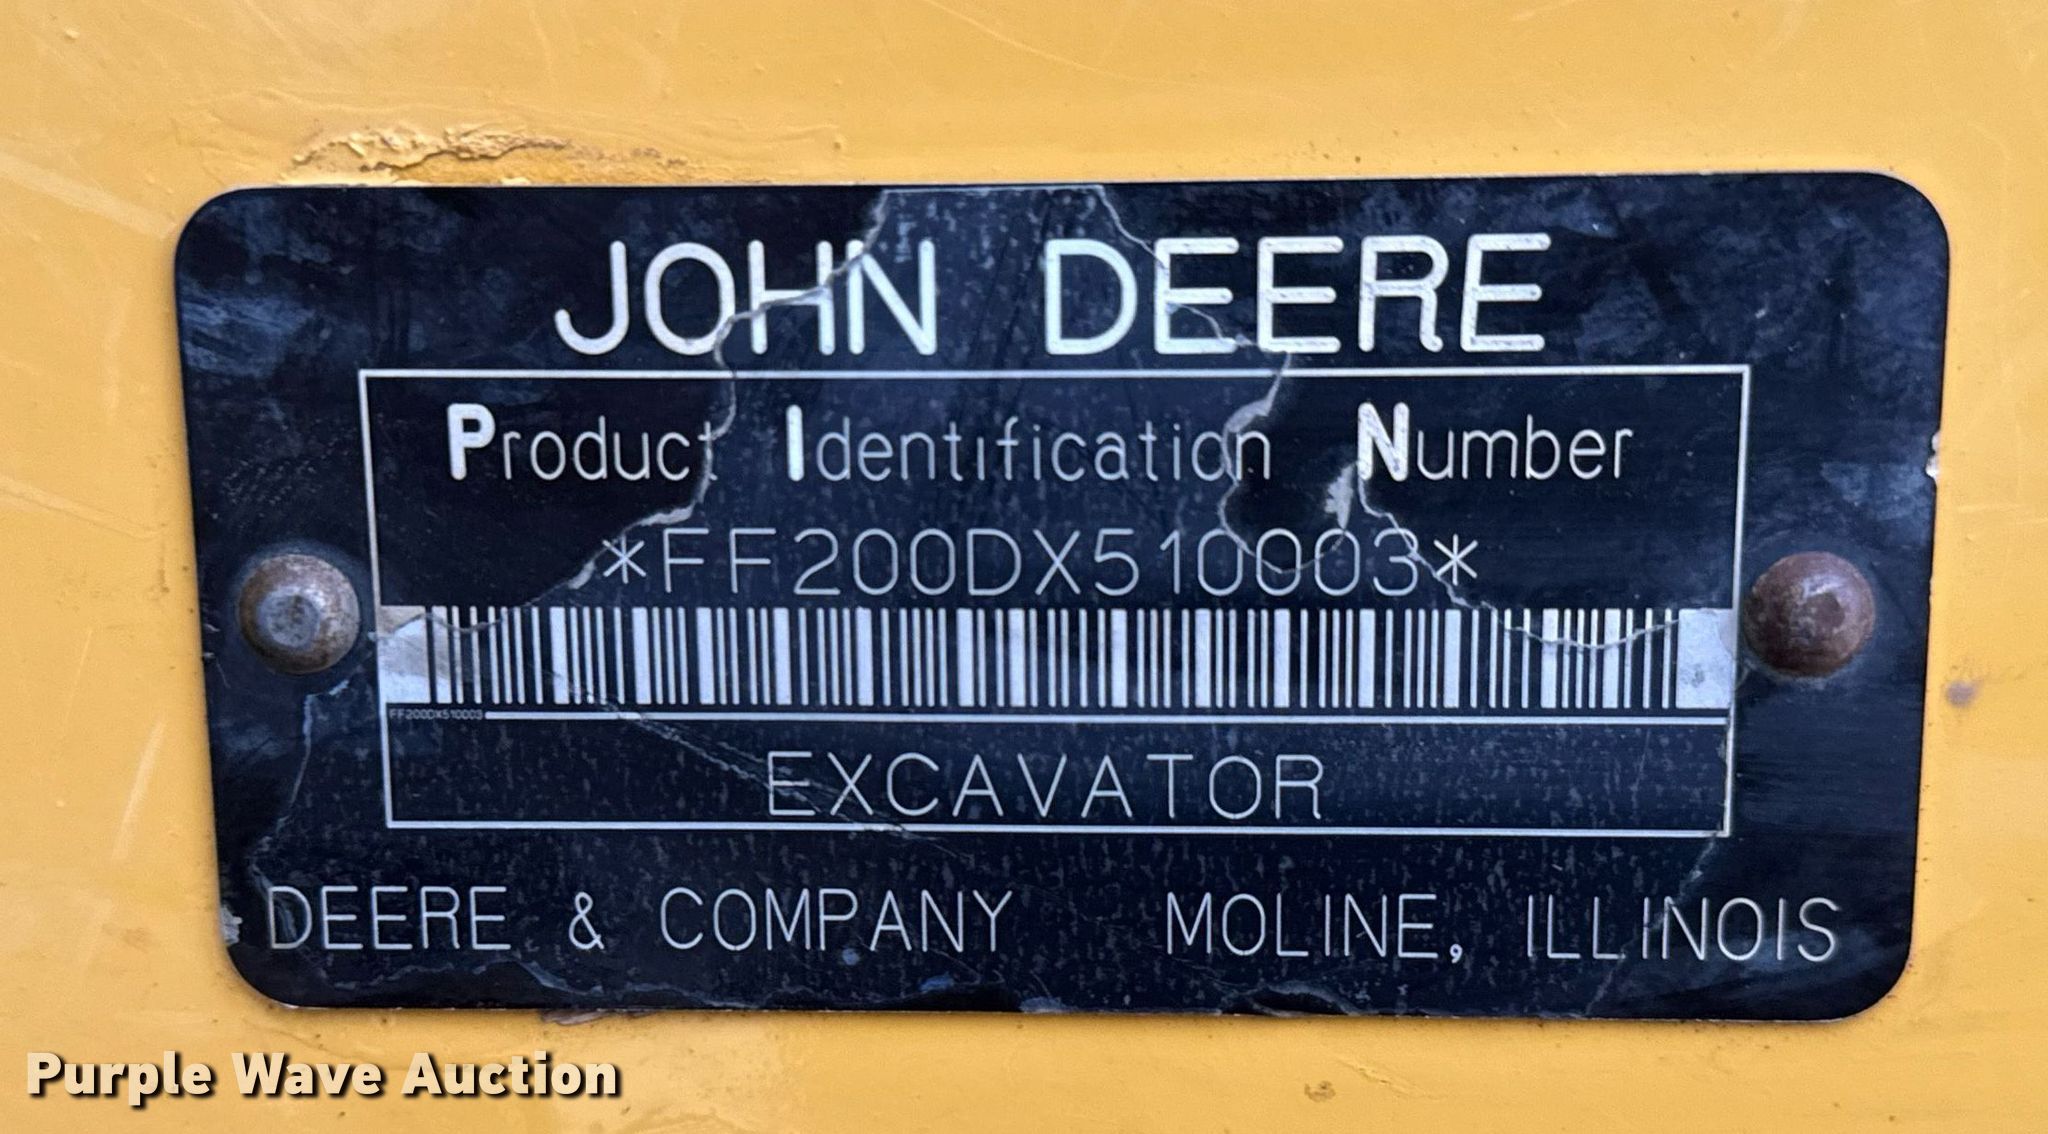 JOHN DEERE
Product Identification Number
*FF200DX510003*
FF200DX510003
EXCAVATOR
DEERE & COMPANY MOLINE, ILLINOIS
Purple Wave Auction